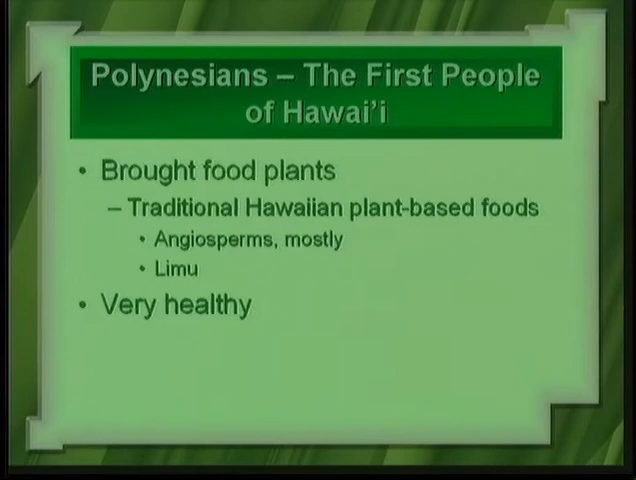 Polynesians – The First People
of Hawai'i
• Brought food plants
– Traditional Hawaiian plant-based foods
• Angiosperms, mostly
• Limu
• Very healthy